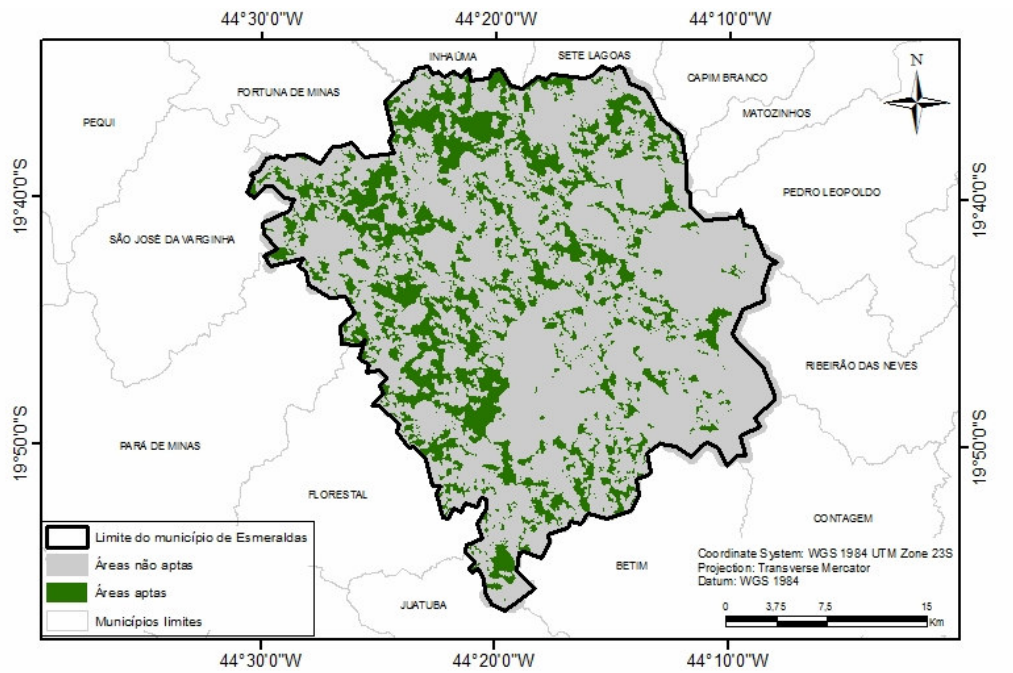 44°30'0"W 44°20'0"W 44°10'0"W
INHAÚMA
SETE LAGOAS
N
CAPIM BRANCO
FORTUNA DE MINAS
MATOZINHOS
PEQUI
PEDRO LEOPOLDO
19°40'0"S
19°40'0"S
SÃO JOSÉ DA VARGINHA
RIBEIRÃO DAS NEVES
19°50'0"S
19°50'0"S
PARÁ DE MINAS
FLORESTAL
CONTAGEM
BETIM
JUATUBA
Limite do município de Esmeraldas
Áreas não aptas
Áreas aptas
Municípios limites
Coordinate System: WGS 1984 UTM Zone 23S
Projection: Transverse Mercator
Datum: WGS 1984
0 3,75 7,5 15
Km
44°30'0"W 44°20'0"W 44°10'0"W